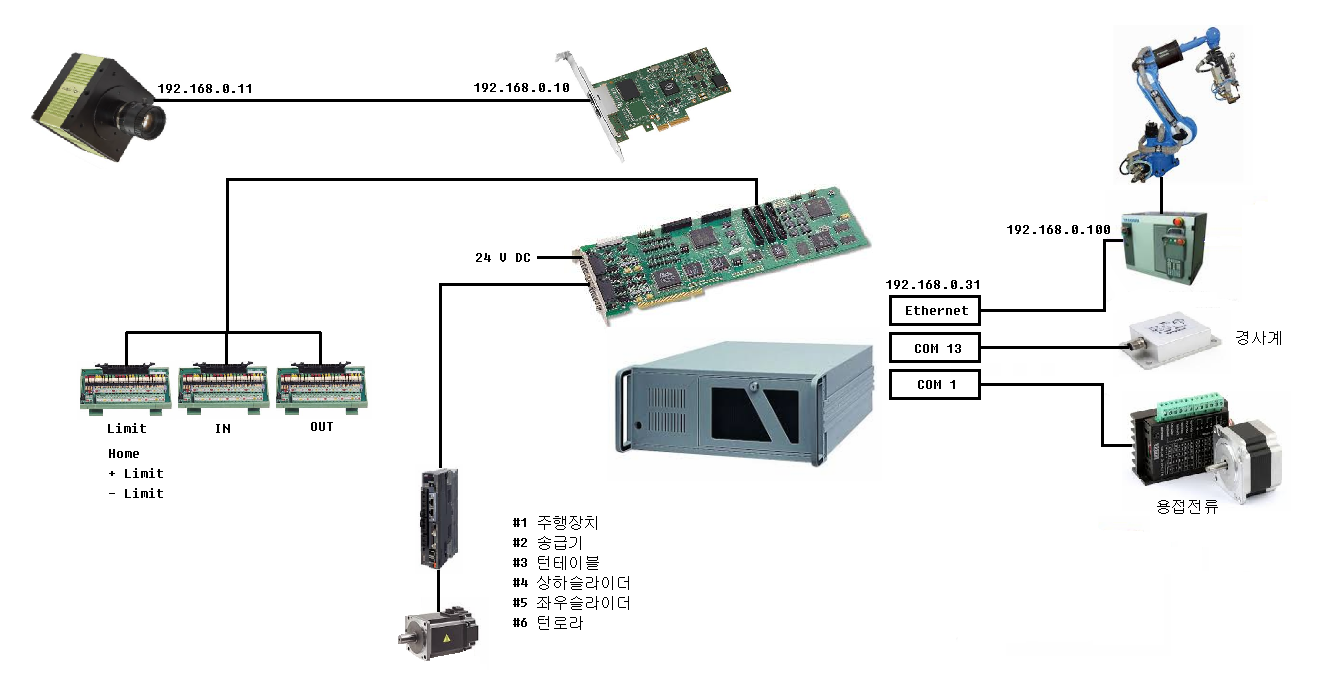 192.168.0.11
192.168.0.10
192.168.0.100
24 V DC
192.168.0.31
Ethernet
COM 13
경사계
COM 1
Limit
IN
OUT
Home
+ Limit
- Limit
용접전류
#1 주행장치
#2 송급기
#3 턴테이블
#4 상하슬라이더
#5 좌우슬라이더
#6 턴로라